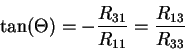 tan(Θ) = −R₃₁/R₁₁ = R₁₃/R₃₃